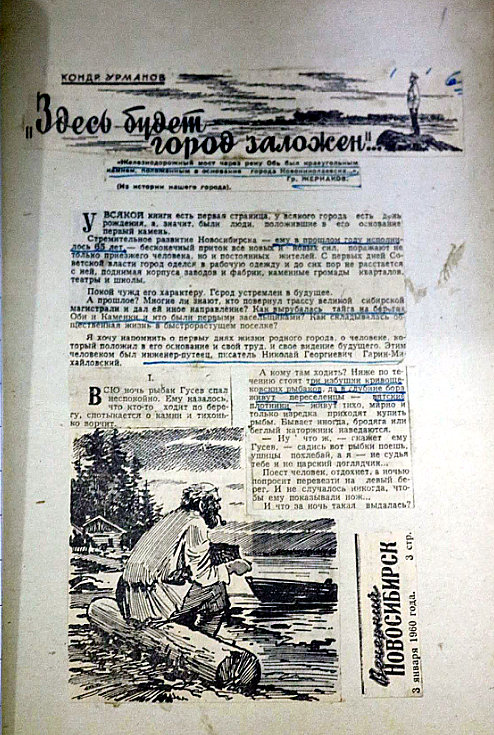 КОНДР. УРМАНОВ
„Здесь будет
город заложен"...
«Железнодорожный мост через реку Обь был краеугольным
камнем, положенным в основание города Новониколаевска...».
Гр. ЖЕРНАКОВ.
(Из истории нашего города).
У ВСЯКОЙ книги есть первая страница, у всякого города есть день
рождения, а, значит, были люди, положившие в его основание
первый камень.
Стремительное развитие Новосибирска — ему в прошлом году исполни-
лось 65 лет,— бесконечный приток все новых и новых сил, поражают не
только приезжего человека, но и постоянных жителей. С первых дней Со-
ветской власти город оделся в рабочую одежду и до сих пор не расстается
с ней, поднимая корпуса заводов и фабрик, каменные громады кварталов,
театры и школы.
Покой чужд его характеру. Город устремлен в будущее.
А прошлое? Многие ли знают, кто повернул трассу великой сибирской
магистрали и дал ей иное направление? Как вырубалась тайга на берегах
Оби и Каменки и кто были первыми засельщиками? Как складывалась об-
щественная жизнь в быстрорастущем поселке?
Я хочу напомнить о первых днях жизни родного города, о человеке, ко-
торый положил в его основание и свой труд, и свое видение будущего. Этим
человеком был инженер-путеец, писатель Николай Георгиевич Гарин-Ми-
хайловский.
I.
ВСЮ ночь рыбак Гусев спал
неспокойно. Ему казалось,
что кто-то ходит по бере-
гу, спотыкается о камни и тихонь-
ко ворчит.
А кому там ходить? Ниже по те-
чению стоят три избушки кривоще-
ковских рыбаков, да в глубине бора
живут переселенцы — вятские
плотники — живут тихо, мирно и
только изредка приходят купить
рыбы. Бывает иногда, бродяга или
беглый каторжник наведаются.
— Ну что ж, — скажет ему
Гусев, — садись вот рыбки поешь,
ушицы похлебай, а я — не судья
тебе и не царский доглядчик...
Поест человек, отдохнет, а ночью
попросит перевезти на левый бе-
рег. И не случалось никогда, что-
бы ему показывали нож...
И что за ночь такая выдалась?
Вечерний
НОВОСИБИРСК
3 января 1960 года. 3 стр.